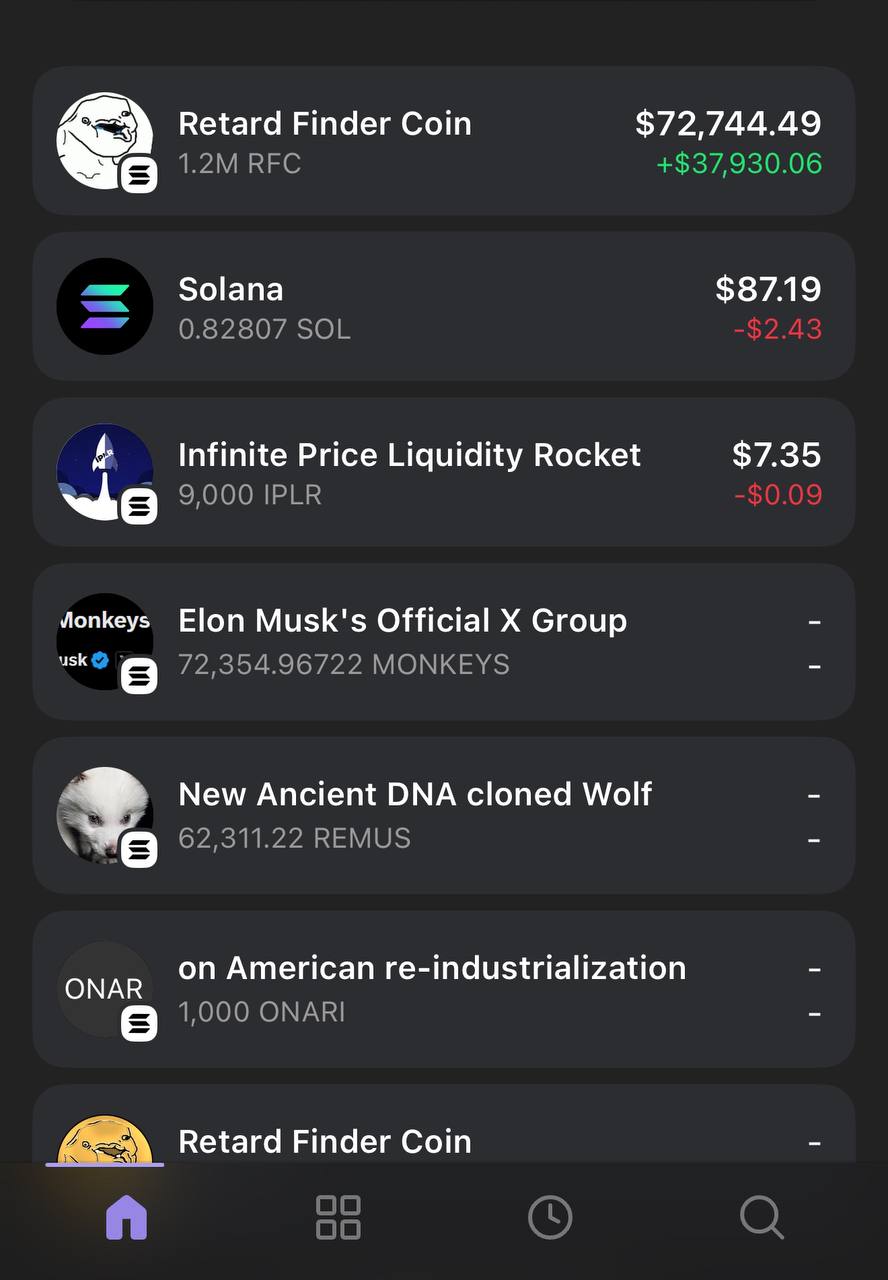 Retard Finder Coin
$72,744.49
1.2M RFC
+$37,930.06
Solana
$87.19
0.82807 SOL
-$2.43
IPLR
Infinite Price Liquidity Rocket
$7.35
9,000 IPLR
-$0.09
Monkeys
usk
Elon Musk's Official X Group
-
72,354.96722 MONKEYS
-
New Ancient DNA cloned Wolf
-
62,311.22 REMUS
-
ONAR
on American re-industrialization
-
1,000 ONARI
-
Retard Finder Coin
-